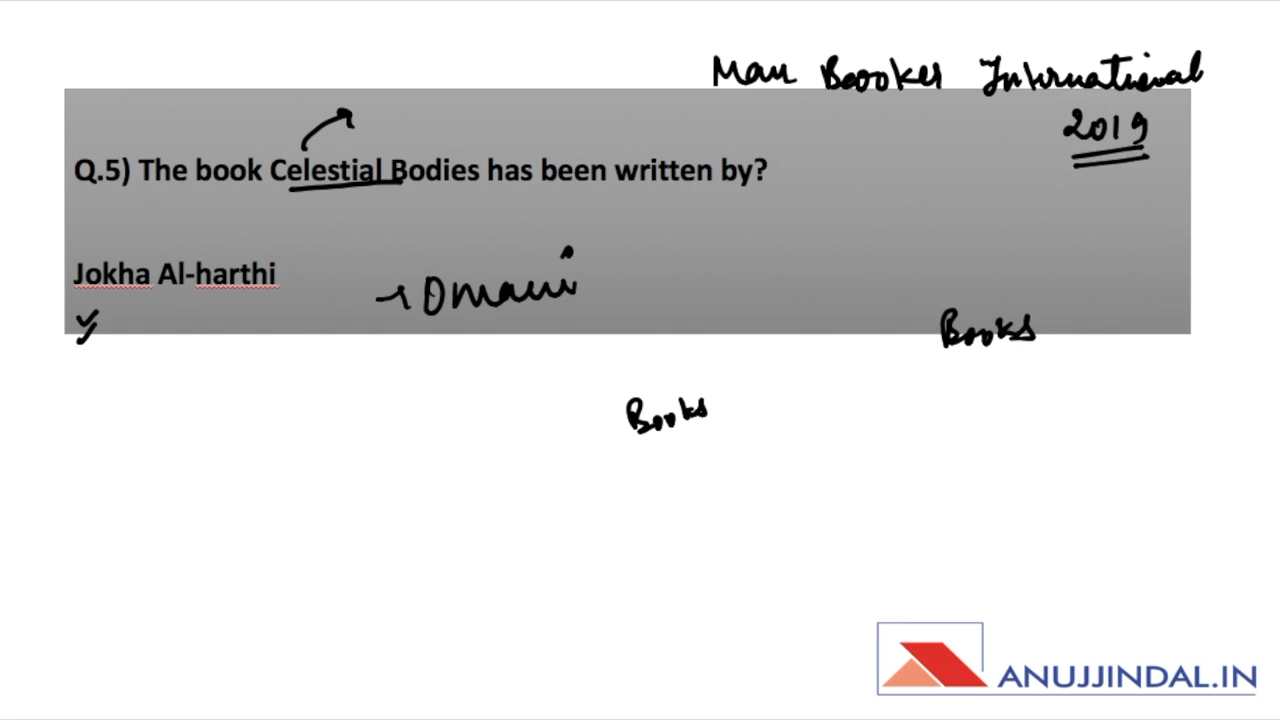 Man Booker International
2019
Q.5) The book Celestial Bodies has been written by?
Jokha Al-harthi
Omani
Books
Books
ANUJJINDAL.IN